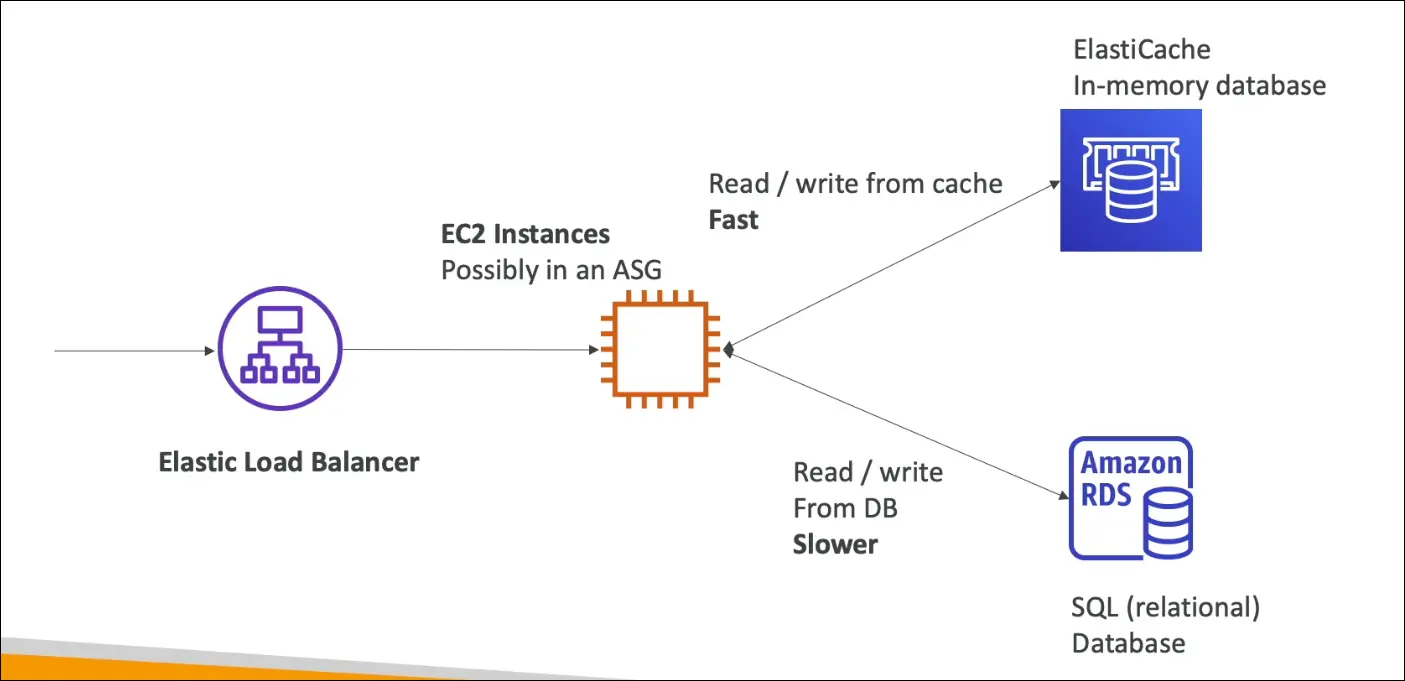 ElastiCache
In-memory database
Read / write from cache
Fast
EC2 Instances
Possibly in an ASG
Elastic Load Balancer
Read / write
From DB
Slower
Amazon
RDS
SQL (relational)
Database